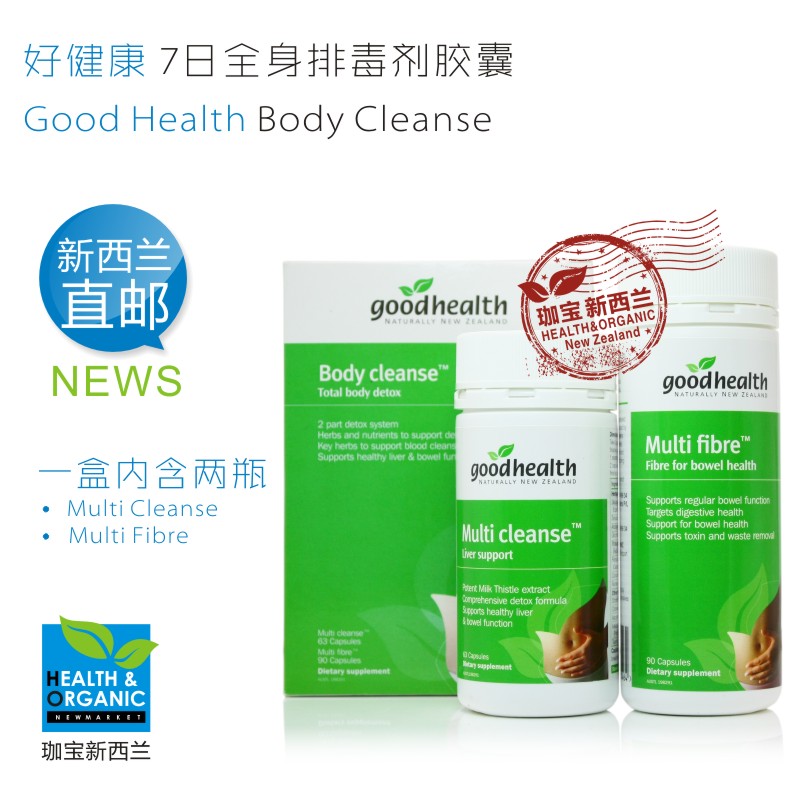 好健康 7日全身排毒剂胶囊
Good Health Body Cleanse
新西兰
直邮
NEWS
一盒内含两瓶
• Multi Cleanse
• Multi Fibre
HEALTH &
ORGANIC
NEWMARKET
珈宝新西兰
goodhealth
NATURALLY NEW ZEALAND
Body cleanse™
Total body detox
2 part detox system
Herbs and nutrients to support de
Key herbs to support blood cleans
Supports healthy liver & bowel fun
Multi cleanse™
63 Capsules
Multi fibre™
90 Capsules
Dietary supplement
goodhealth
NATURALLY NEW ZEALAND
Multi cleanse™
Liver support
Potent Milk Thistle extract
Comprehensive detox formula
Supports healthy liver
& bowel function
63 Capsules
Dietary supplement
珈宝新西兰
HEALTH&ORGANIC
New Zealand
goodhealth
NATURALLY NEW ZEALAND
Multi fibre™
Fibre for bowel health
Supports regular bowel function
Targets digestive health
Support for bowel health
Supports toxin and waste removal
90 Capsules
Dietary supplement